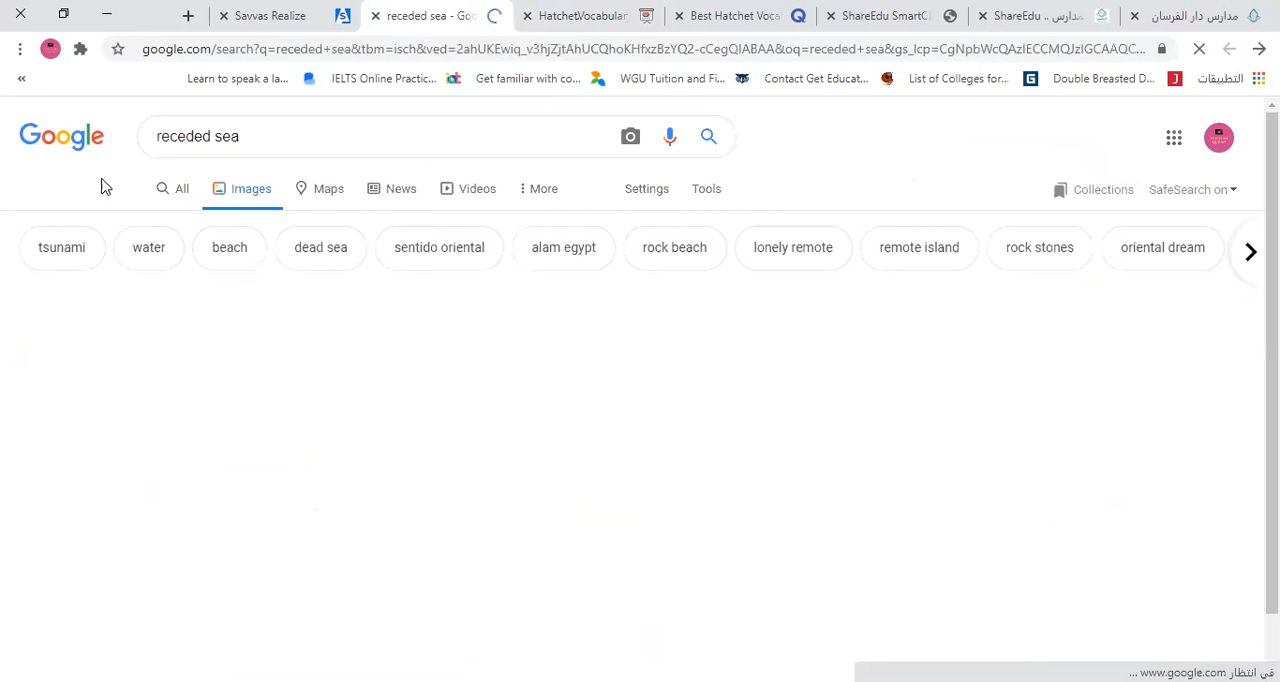 Savvas Realize
receded sea - Goo
HatchetVocabulary
Best Hatchet Voca
ShareEdu SmartCl
ShareEdu .. مدارس
مدارس دار الفرسان
google.com/search?q=receded+sea&tbm=isch&ved=2ahUKEwiq_v3hjZjtAhUCQhoKHfxzBzYQ2-cCegQIABAA&oq=receded+sea&gs_lcp=CgNpbWcQAzIECCMQJzIGCAAQC...
« Learn to speak a la... IELTS Online Practic... Get familiar with co... WGU Tuition and Fi... Contact Get Educat... List of Colleges for... Double Breasted D... التطبيقات
Google receded sea
All Images Maps News Videos More Settings Tools Collections SafeSearch on
tsunami water beach dead sea sentido oriental alam egypt rock beach lonely remote remote island rock stones oriental dream
في انتظار www.google.com ...